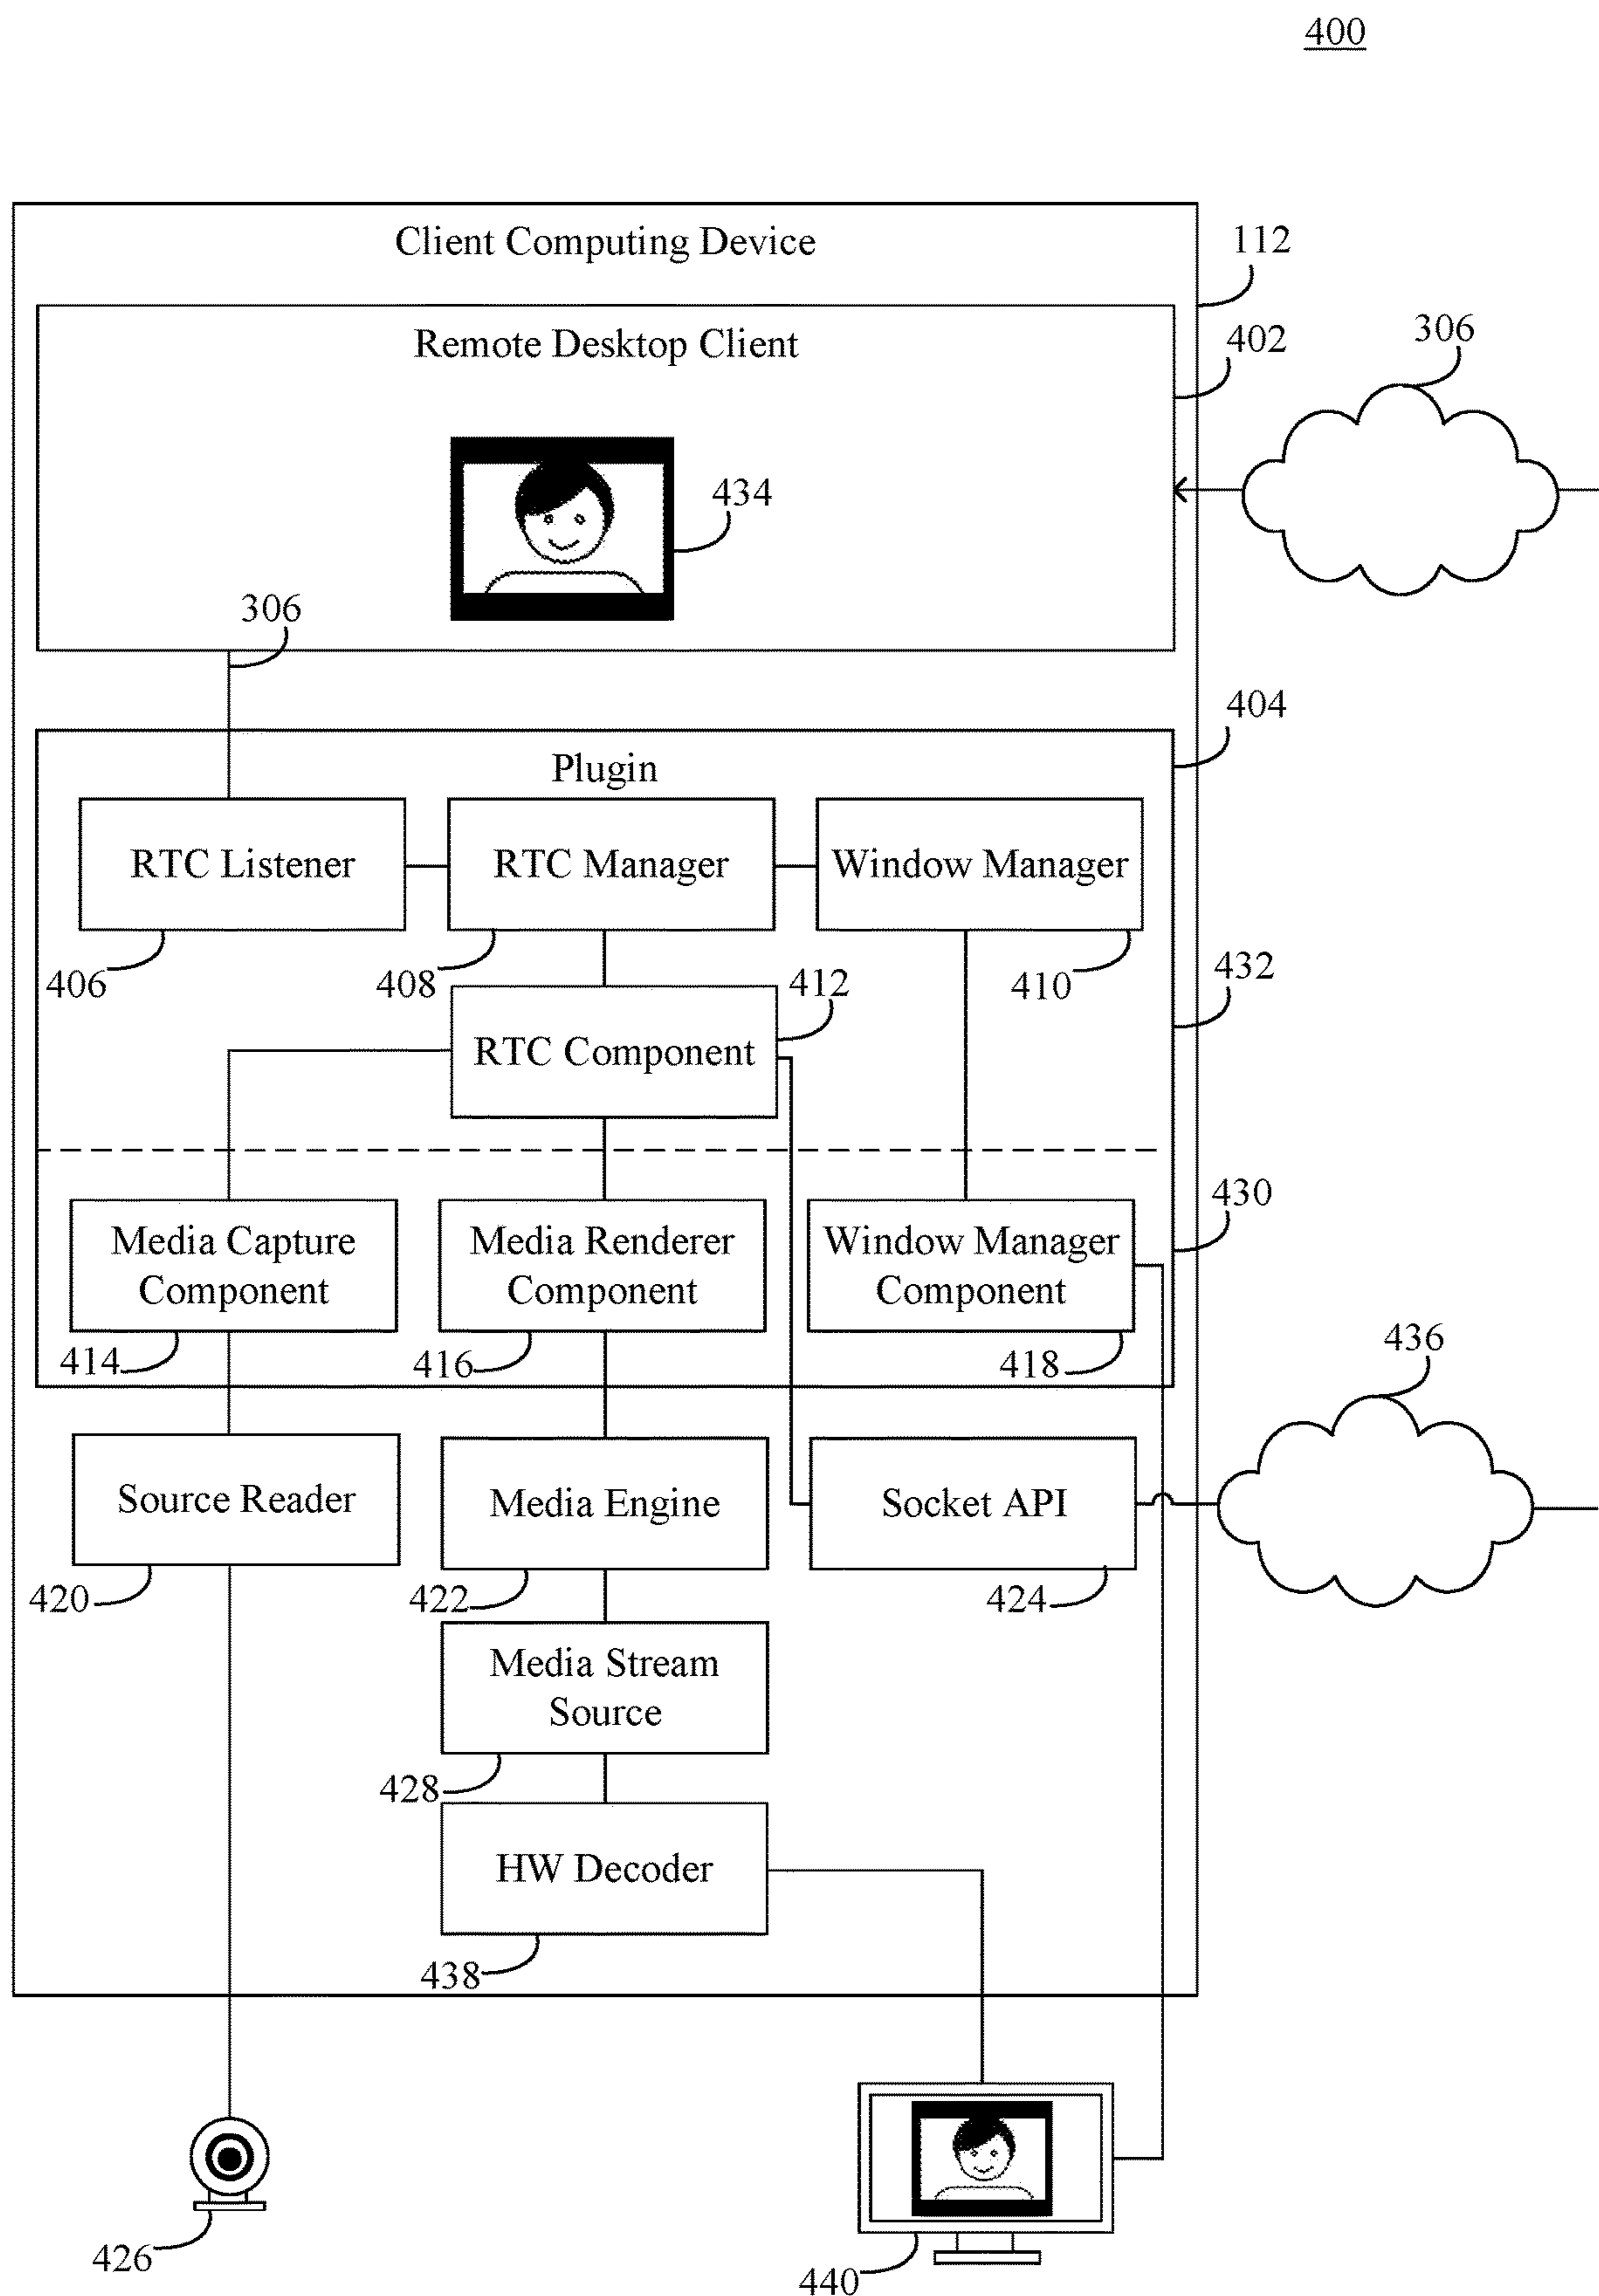 400
Client Computing Device
112
Remote Desktop Client
402
306
434
306
404
Plugin
RTC Listener
RTC Manager
Window Manager
406
408
410
432
412
RTC Component
430
Media Capture
Component
Media Renderer
Component
Window Manager
Component
414
416
418
436
Source Reader
Media Engine
Socket API
420
422
424
Media Stream
Source
428
HW Decoder
438
426
440